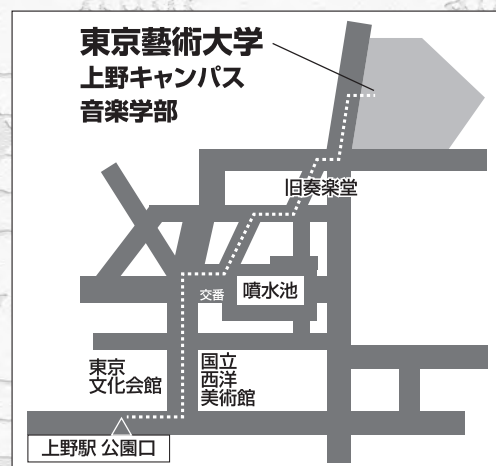 東京藝術大学
上野キャンパス
音楽学部
旧奏楽堂
交番
噴水池
東京
文化会館
国立
西洋
美術館
上野駅 公園口